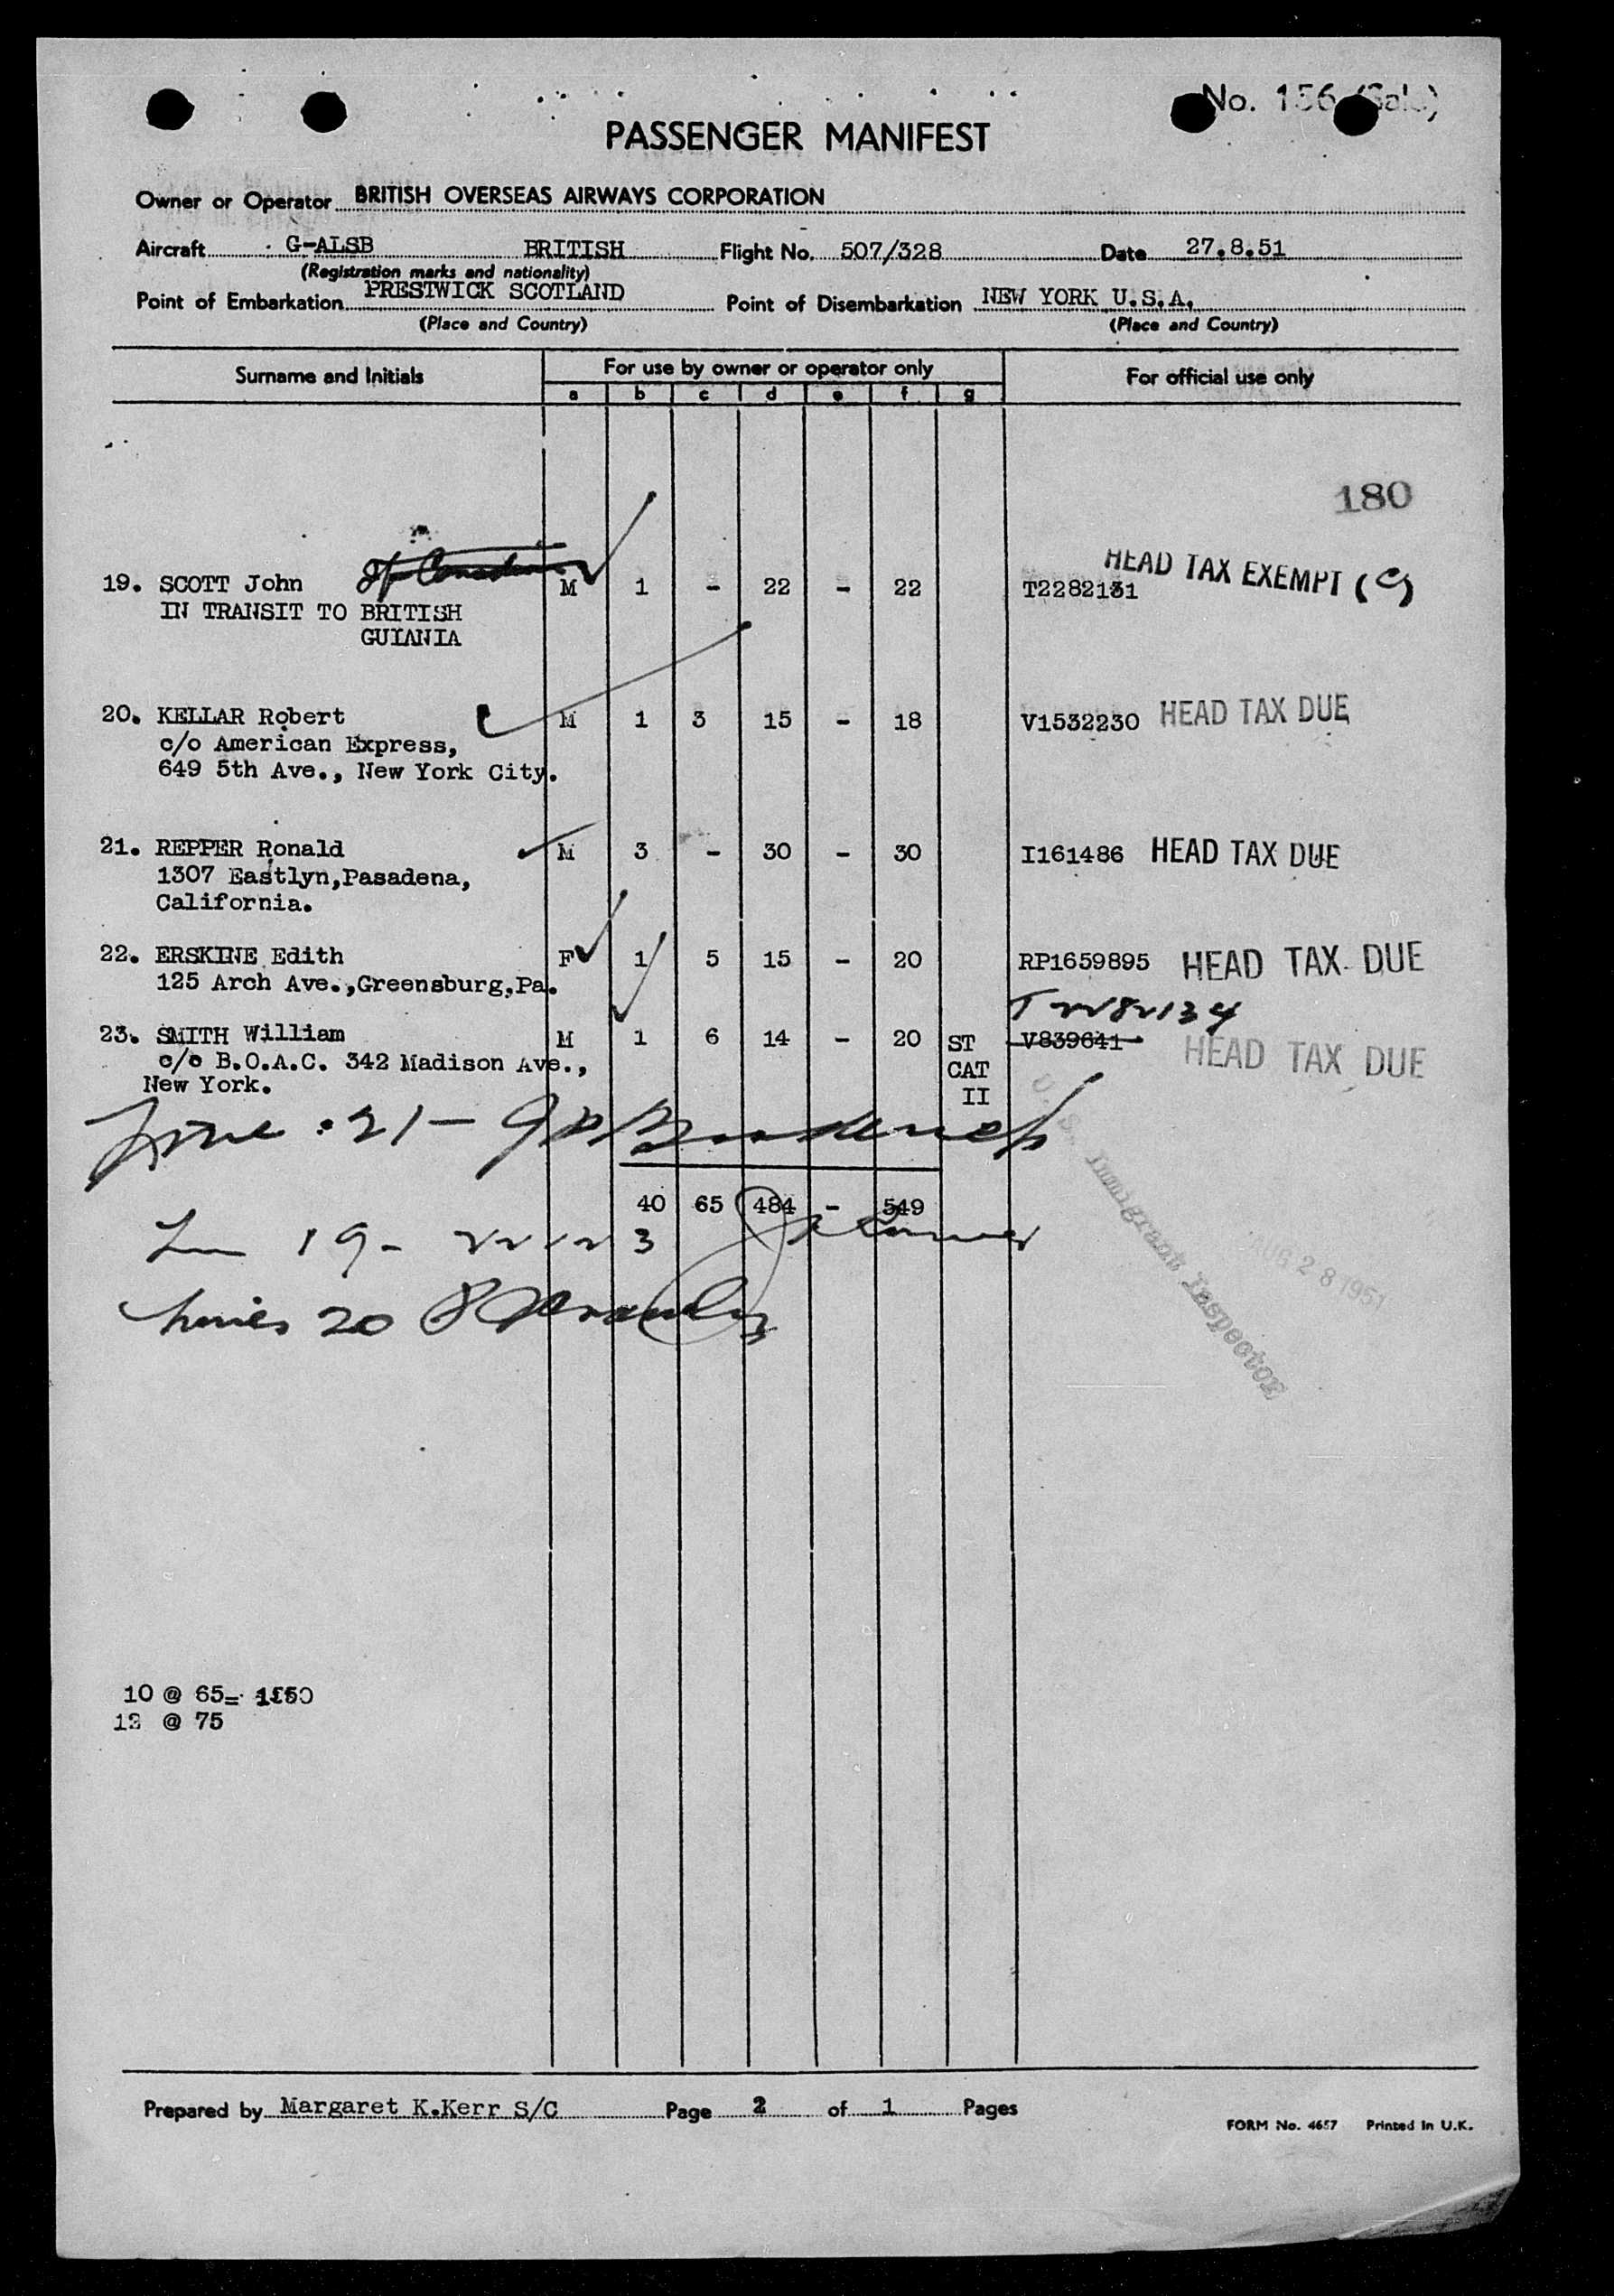 No. 156
PASSENGER MANIFEST
Owner or Operator BRITISH OVERSEAS AIRWAYS CORPORATION
Aircraft G-ALSB BRITISH Flight No. 507/328 Date 27.8.51
(Registration marks and nationality)
Point of Embarkation PRESTWICK SCOTLAND Point of Disembarkation NEW YORK U.S.A.
(Place and Country) (Place and Country)
Surname and Initials For use by owner or operator only For official use only
a b c d e f g
180
HEAD TAX EXEMPT (C)
19. SCOTT John M 1 - 22 - 22 T2282131
IN TRANSIT TO BRITISH
GUIANIA
20. KELLAR Robert M 1 3 15 - 18 V1532230 HEAD TAX DUE
c/o American Express,
649 5th Ave., New York City.
21. REPPER Ronald M 3 - 30 - 30 I161486 HEAD TAX DUE
1307 Eastlyn,Pasadena,
California.
22. ERSKINE Edith F 1 5 15 - 20 RP1659895 HEAD TAX DUE
125 Arch Ave.,Greensburg,Pa.
T2282134
23. SMITH William M 1 6 14 - 20 ST V839641 HEAD TAX DUE
c/o B.O.A.C. 342 Madison Ave., CAT
New York. II
21 -
40 65 484 - 549
19 - 22 23
20
U.S. Immigrant Inspector
AUG 28 1951
10 @ 65=
@ 75
Prepared by Margaret K.Kerr S/C Page 2 of 1 Pages
FORM No. 4657 Printed in U.K.